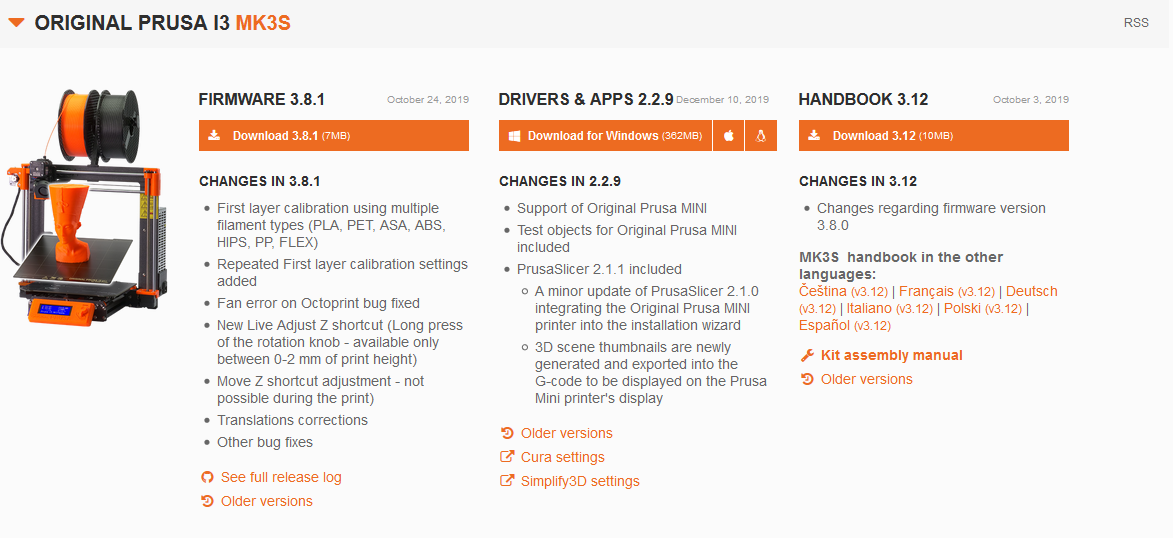 ORIGINAL PRUSA I3 MK3S
RSS
FIRMWARE 3.8.1
October 24, 2019
Download 3.8.1 (7MB)
CHANGES IN 3.8.1
First layer calibration using multiple
filament types (PLA, PET, ASA, ABS,
HIPS, PP, FLEX)
Repeated First layer calibration settings
added
Fan error on Octoprint bug fixed
New Live Adjust Z shortcut (Long press
of the rotation knob - available only
between 0-2 mm of print height)
Move Z shortcut adjustment - not
possible during the print)
Translations corrections
Other bug fixes
See full release log
Older versions
DRIVERS & APPS 2.2.9
December 10, 2019
Download for Windows (362MB)
CHANGES IN 2.2.9
Support of Original Prusa MINI
Test objects for Original Prusa MINI
included
PrusaSlicer 2.1.1 included
A minor update of PrusaSlicer 2.1.0
integrating the Original Prusa MINI
printer into the installation wizard
3D scene thumbnails are newly
generated and exported into the
G-code to be displayed on the Prusa
Mini printer's display
Older versions
Cura settings
Simplify3D settings
HANDBOOK 3.12
October 3, 2019
Download 3.12 (10MB)
CHANGES IN 3.12
Changes regarding firmware version
3.8.0
MK3S handbook in the other
languages:
Čeština (v3.12) | Français (v3.12) | Deutsch
(v3.12) | Italiano (v3.12) | Polski (v3.12) |
Español (v3.12)
Kit assembly manual
Older versions